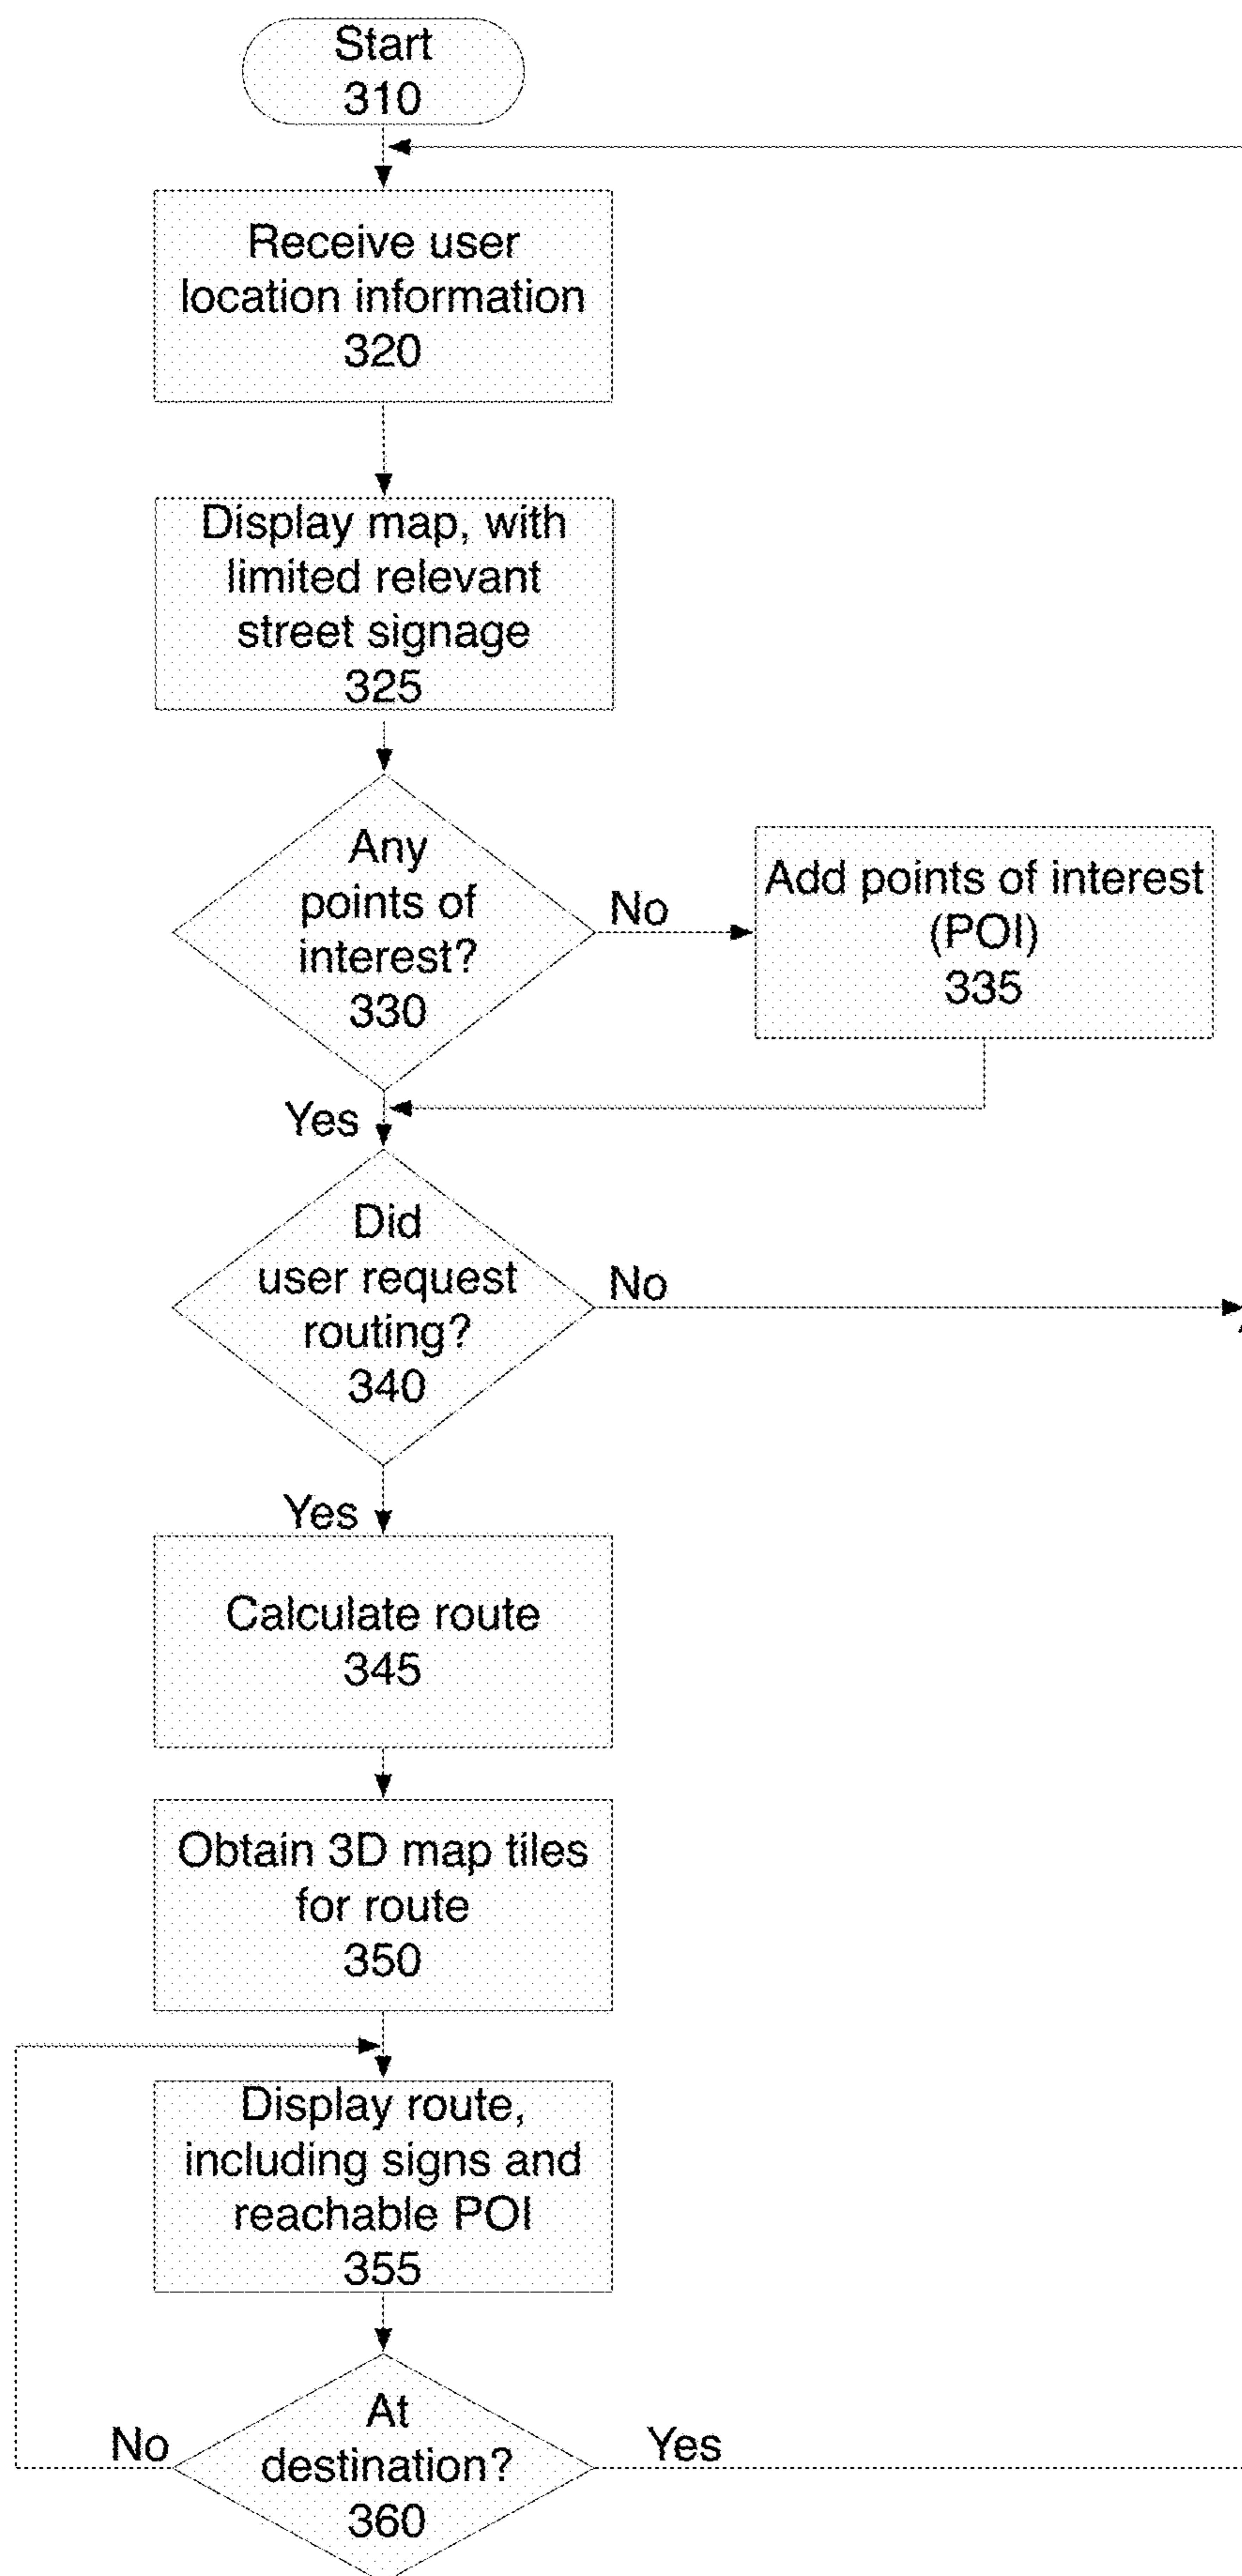 Start
310
Receive user
location information
320
Display map, with
limited relevant
street signage
325
Any
points of
interest?
330
No
Add points of interest
(POI)
335
Yes
Did
user request
routing?
340
No
Yes
Calculate route
345
Obtain 3D map tiles
for route
350
Display route,
including signs and
reachable POI
355
At
destination?
360
No
Yes